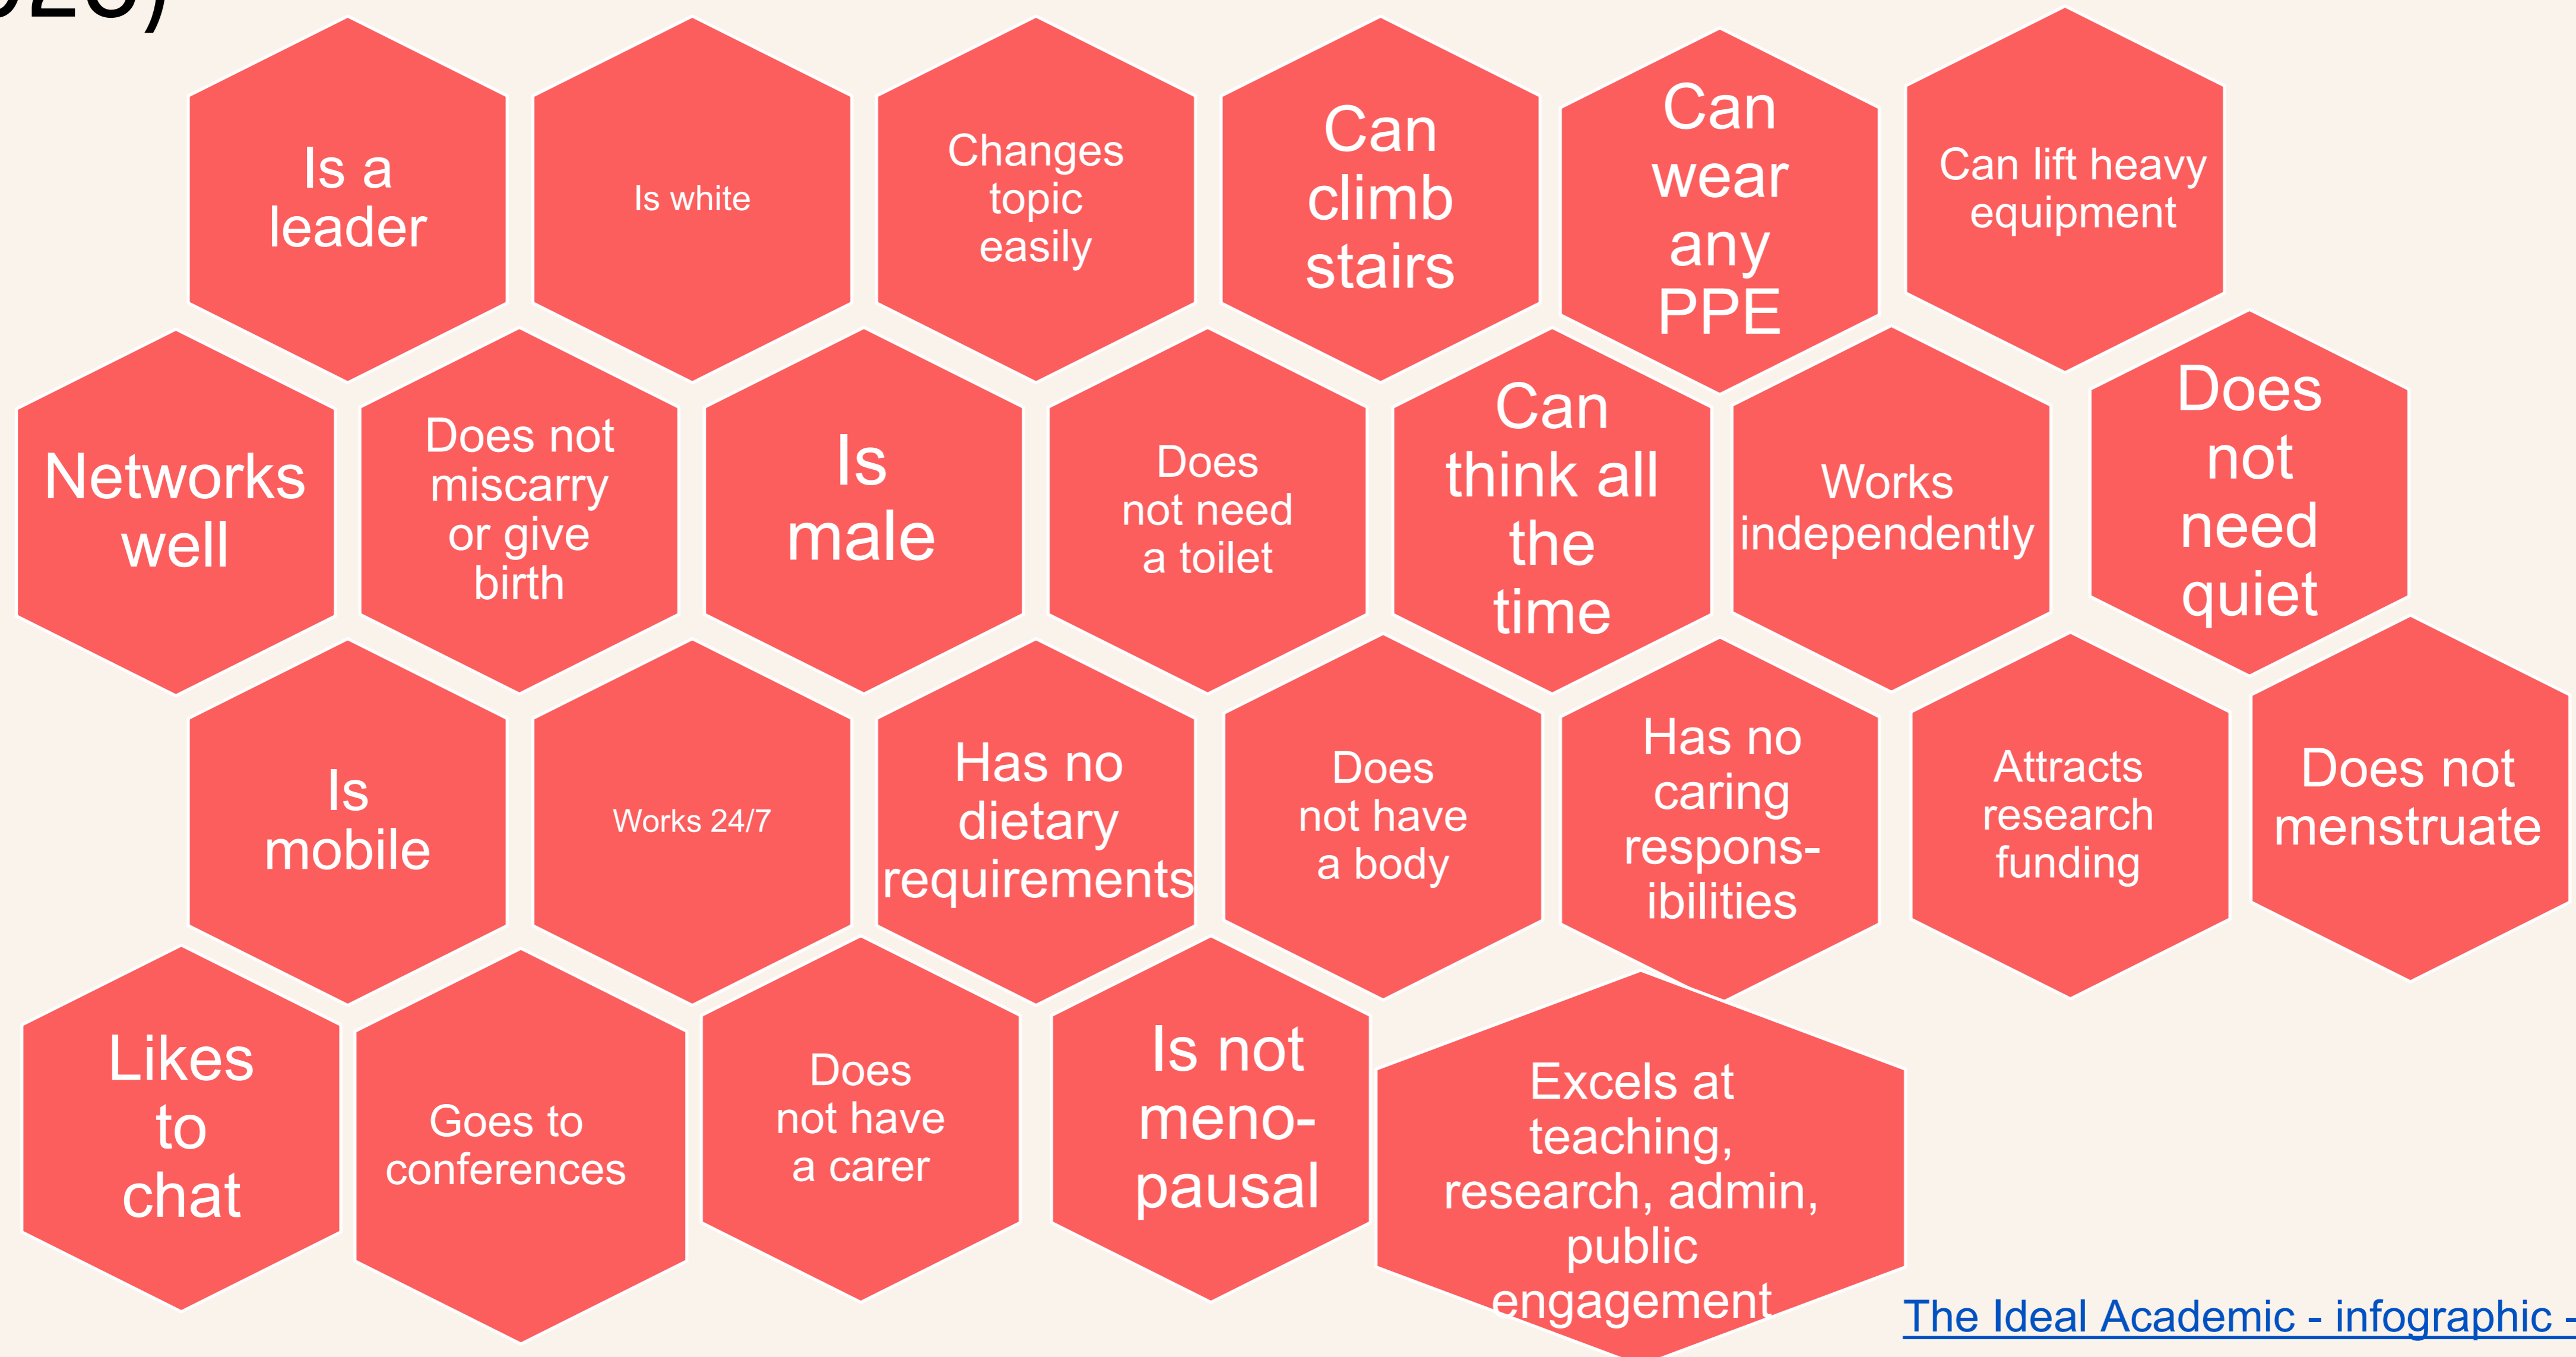 Is a
leader
Is white
Changes
topic
easily
Can
climb
stairs
Can
wear
any
PPE
Can lift heavy
equipment
Networks
well
Does not
miscarry
or give
birth
Is
male
Does
not need
a toilet
Can
think all
the
time
Works
independently
Does
not
need
quiet
Is
mobile
Works 24/7
Has no
dietary
requirements
Does
not have
a body
Has no
caring
respons-
ibilities
Attracts
research
funding
Does not
menstruate
Likes
to
chat
Goes to
conferences
Does
not have
a carer
Is not
meno-
pausal
Excels at
teaching,
research, admin,
public
engagement
The Ideal Academic - infographic -